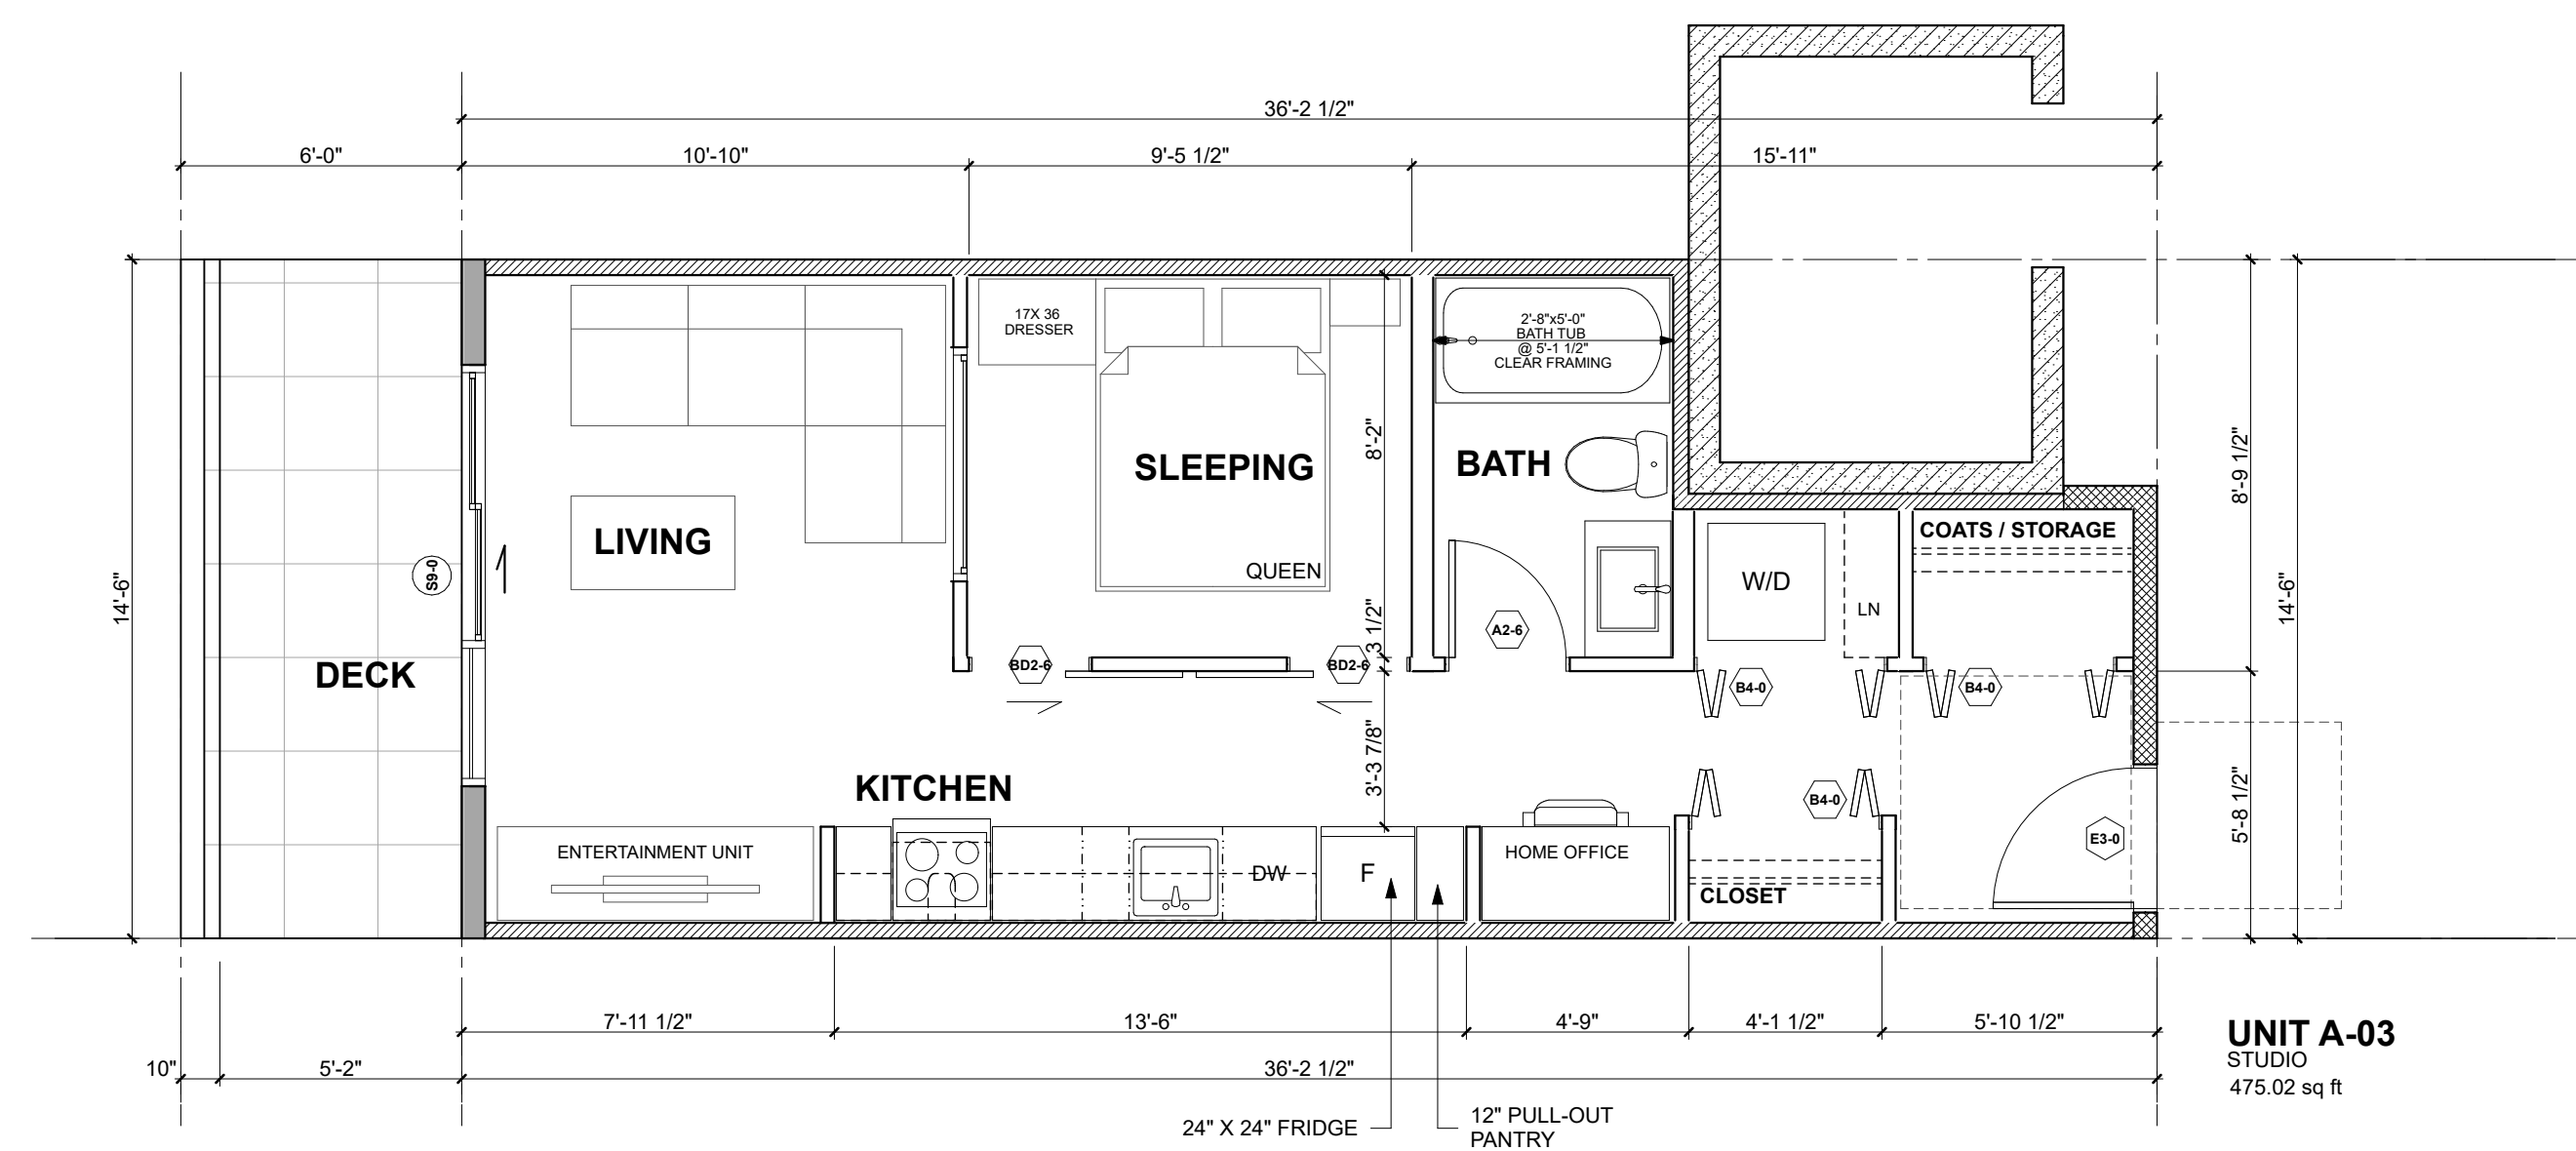 36'-2 1/2"
6'-0"
10'-10"
9'-5 1/2"
15'-11"
17X 36
DRESSER
2'-8"x5'-0"
BATH TUB
@ 5'-1 1/2"
CLEAR FRAMING
8'-2"
8'-9 1/2"
SLEEPING
BATH
LIVING
QUEEN
COATS / STORAGE
W/D
LN
S9-0
14'-6"
14'-6"
A2-6
3 1/2"
BD2-6
BD2-6
DECK
B4-0
B4-0
3'-3 7/8"
KITCHEN
B4-0
5'-8 1/2"
E3-0
ENTERTAINMENT UNIT
DW
F
HOME OFFICE
CLOSET
7'-11 1/2"
13'-6"
4'-9"
4'-1 1/2"
5'-10 1/2"
UNIT A-03
STUDIO
475.02 sq ft
10"
5'-2"
36'-2 1/2"
24" X 24" FRIDGE
12" PULL-OUT
PANTRY